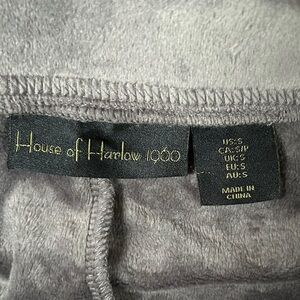 House of Harlow 1960
US:S
CA:S/P
UK:S
EU:S
AU:S
MADE IN
CHINA